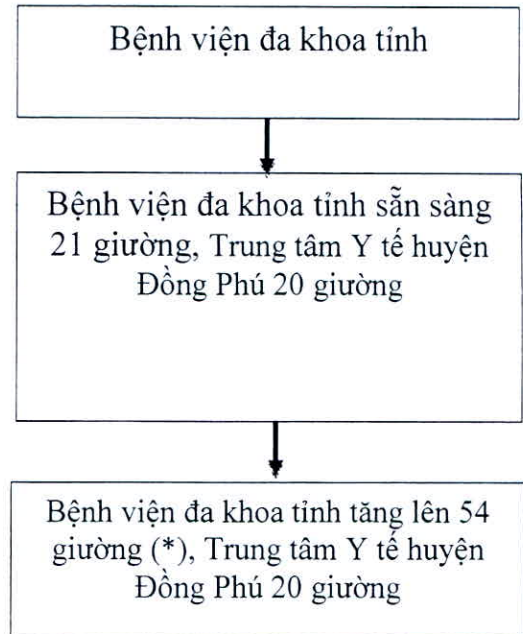 Bệnh viện đa khoa tỉnh
Bệnh viện đa khoa tỉnh sẵn sàng
21 giường, Trung tâm Y tế huyện
Đồng Phú 20 giường
Bệnh viện đa khoa tỉnh tăng lên 54
giường (*), Trung tâm Y tế huyện
Đồng Phú 20 giường